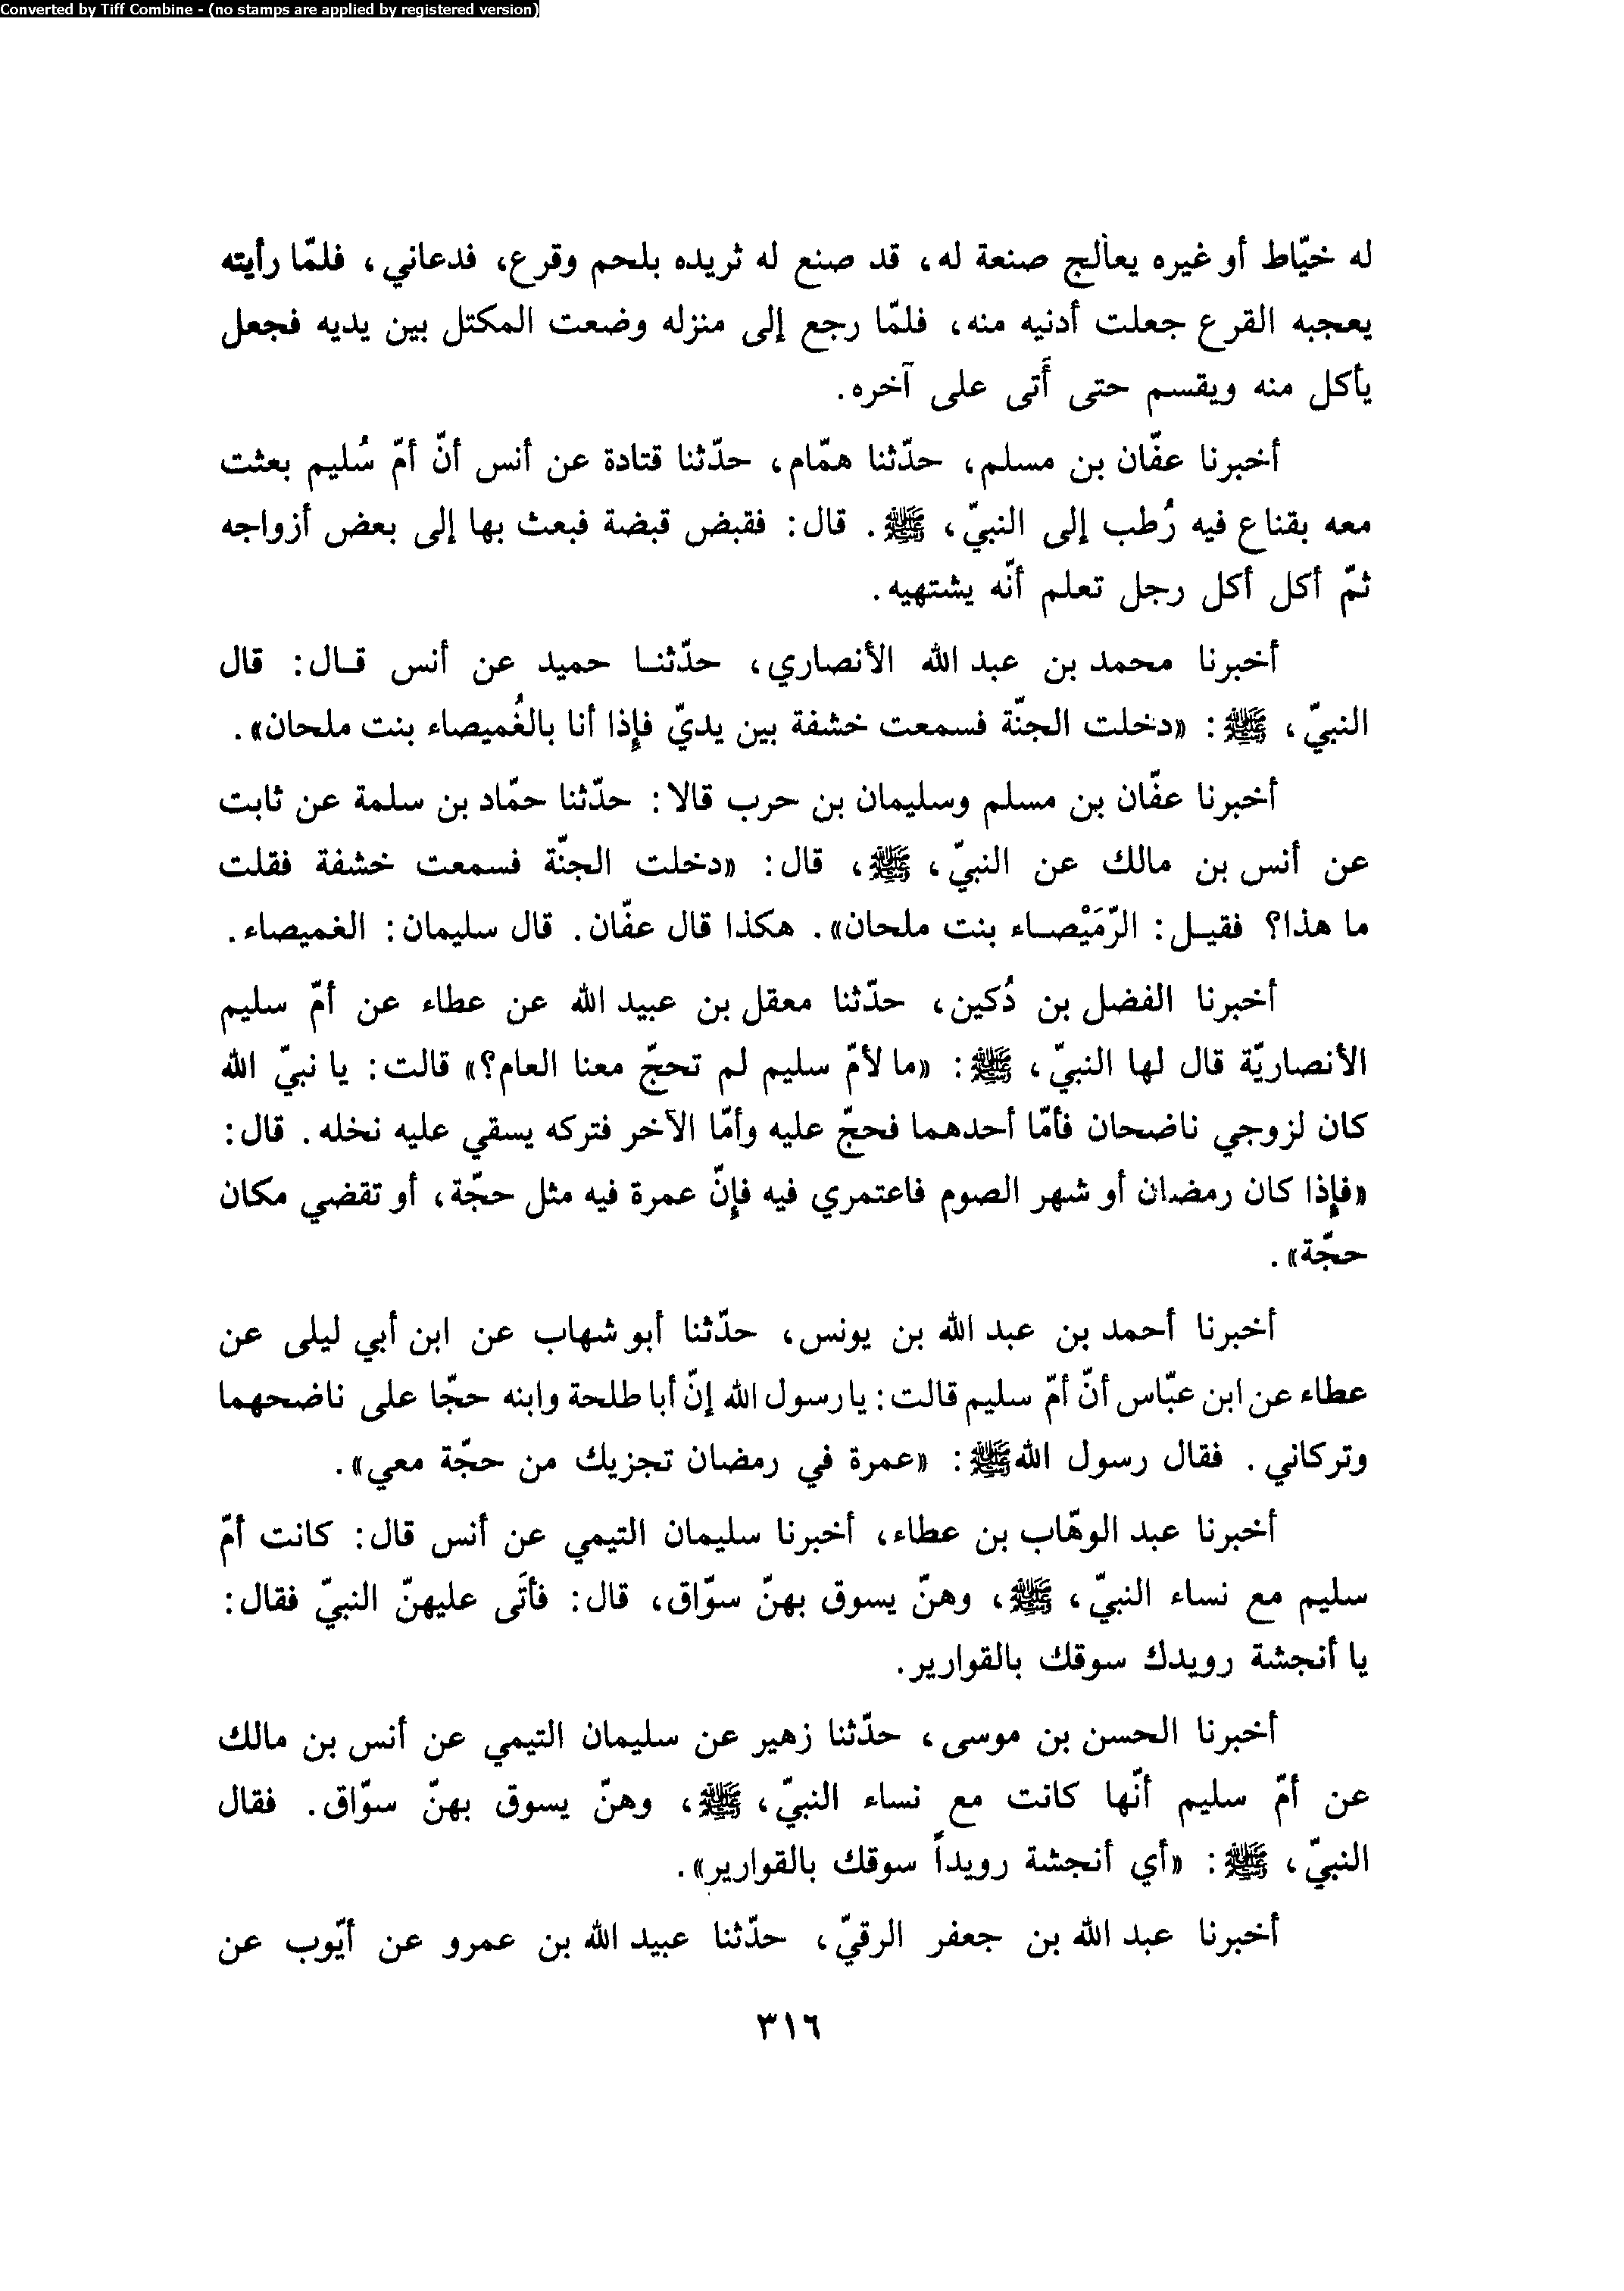 Converted by Tiff Combine - (no stamps are applied by registered version)
له خيّاط أو غيره يعالج صنعة له، قد صنع له ثريده بلحم وقرع، فدعاني، فلمّا رأيته
يعجبه القرع جعلت أدنيه منه، فلمّا رجع إلى منزله وضعت المكتل بين يديه فجعل
يأكل منه ويقسم حتى أَتى على آخره.
أخبرنا عفّان بن مسلم، حدّثنا همّام، حدّثنا قتادة عن أنس أنّ أمّ سُليم بعثت
معه بقناع فيه رُطب إلى النبيّ، ﷺ. قال: فقبض قبضة فبعث بها إلى بعض أزواجه
ثمّ أكل أكل رجل تعلم أنّه يشتهيه.
أخبرنا محمد بن عبد الله الأنصاري، حدّثنا حميد عن أنس قال: قال
النبيّ، ﷺ: «دخلت الجنّة فسمعت خشفة بين يديّ فإذا أنا بالغُميصاء بنت ملحان».
أخبرنا عفّان بن مسلم وسليمان بن حرب قالا: حدّثنا حمّاد بن سلمة عن ثابت
عن أنس بن مالك عن النبيّ، ﷺ، قال: «دخلت الجنّة فسمعت خشفة فقلت
ما هذا؟ فقيل: الرّمَيْصاء بنت ملحان». هكذا قال عفّان. قال سليمان: الغميصاء.
أخبرنا الفضل بن دُكين، حدّثنا معقل بن عبيد الله عن عطاء عن أمّ سليم
الأنصاريّة قال لها النبيّ، ﷺ: «ما لأمّ سليم لم تحجّ معنا العام؟» قالت: يا نبيّ الله
كان لزوجي ناضحان فأمّا أحدهما فحجّ عليه وأمّا الآخر فتركه يسقي عليه نخله. قال:
«فإذا كان رمضان أو شهر الصوم فاعتمري فيه فإنّ عمرة فيه مثل حجّة، أو تقضي مكان
حجّة».
أخبرنا أحمد بن عبد الله بن يونس، حدّثنا أبو شهاب عن ابن أبي ليلى عن
عطاء عن ابن عبّاس أنّ أمّ سليم قالت: يا رسول الله إنّ أبا طلحة وابنه حجّا على ناضحهما
وتركاني. فقال رسول الله ﷺ: «عمرة في رمضان تجزيك من حجّة معي».
أخبرنا عبد الوهّاب بن عطاء، أخبرنا سليمان التيمي عن أنس قال: كانت أمّ
سليم مع نساء النبيّ، ﷺ، وهنّ يسوق بهنّ سوّاق، قال: فأتَى عليهنّ النبيّ فقال:
يا أنجشة رويدك سوقك بالقوارير.
أخبرنا الحسن بن موسى، حدّثنا زهير عن سليمان التيمي عن أنس بن مالك
عن أمّ سليم أنّها كانت مع نساء النبيّ، ﷺ، وهنّ يسوق بهنّ سوّاق. فقال
النبيّ، ﷺ: «أي أنجشة رويداً سوقك بالقوارير».
أخبرنا عبد الله بن جعفر الرقيّ، حدّثنا عبيد الله بن عمرو عن أيّوب عن
٣١٦